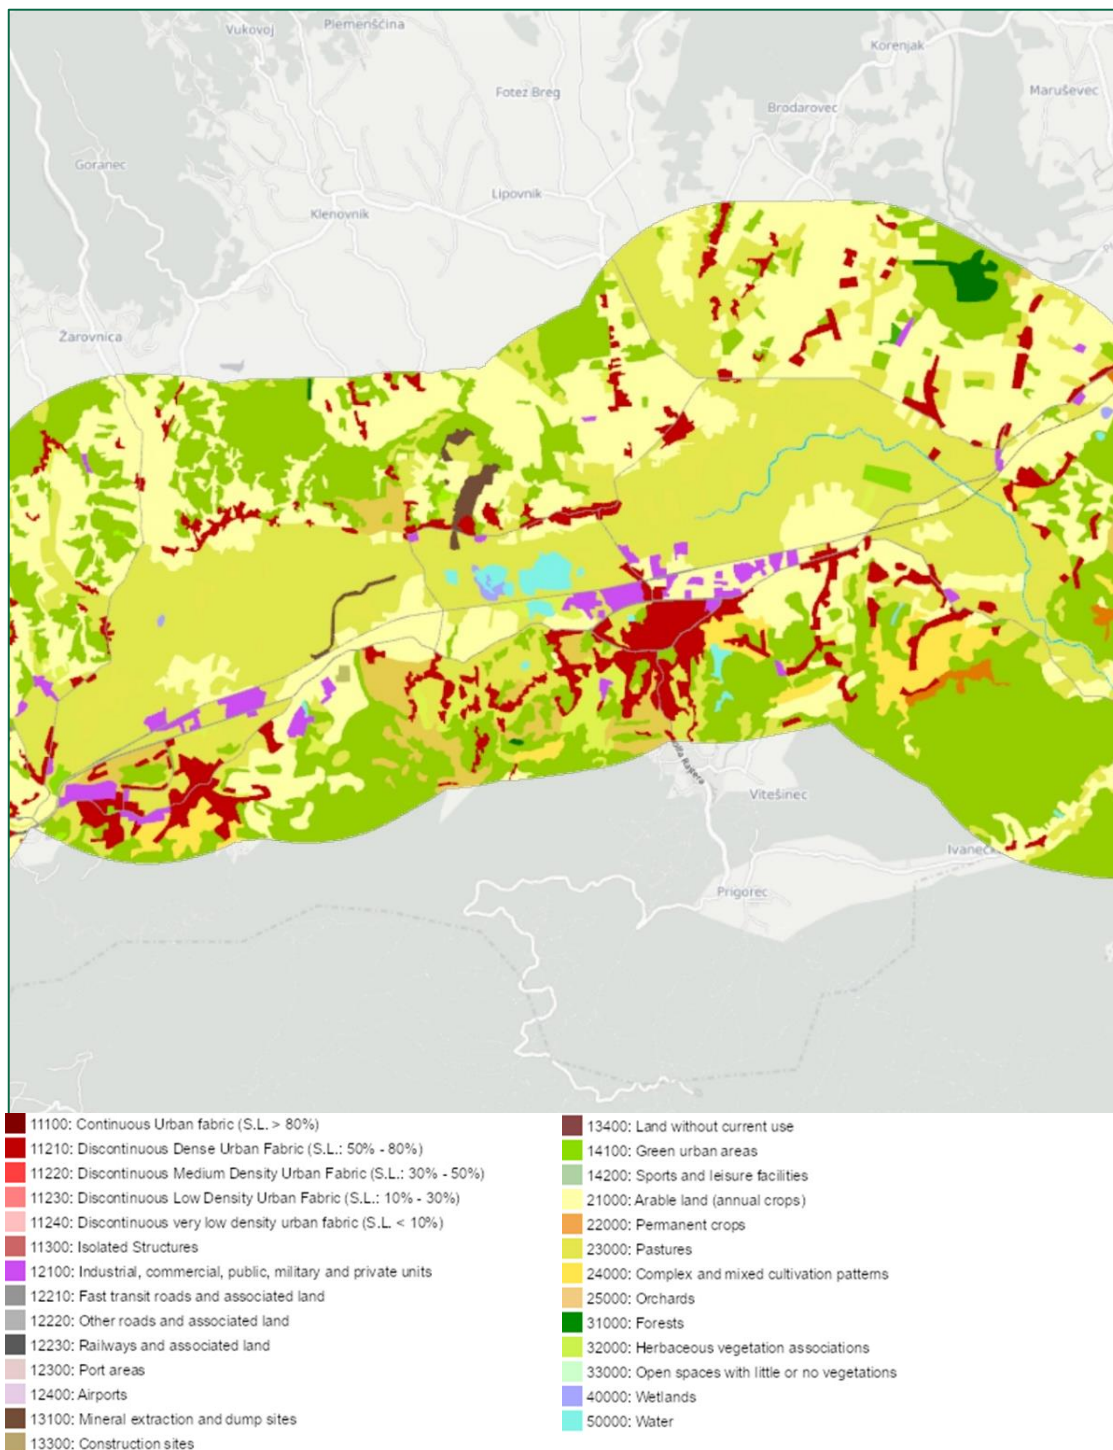 Vukovoj
Plemenšćina
Korenjak
Fotez Breg
Maruševec
Brodarovec
Goranec
Lipovnik
Klenovnik
Žarovnica
Vitešinec
Ivaneck
Prigorec
11100: Continuous Urban fabric (S.L. > 80%)
11210: Discontinuous Dense Urban Fabric (S.L.: 50% - 80%)
11220: Discontinuous Medium Density Urban Fabric (S.L.: 30% - 50%)
11230: Discontinuous Low Density Urban Fabric (S.L.: 10% - 30%)
11240: Discontinuous very low density urban fabric (S.L. < 10%)
11300: Isolated Structures
12100: Industrial, commercial, public, military and private units
12210: Fast transit roads and associated land
12220: Other roads and associated land
12230: Railways and associated land
12300: Port areas
12400: Airports
13100: Mineral extraction and dump sites
13300: Construction sites
13400: Land without current use
14100: Green urban areas
14200: Sports and leisure facilities
21000: Arable land (annual crops)
22000: Permanent crops
23000: Pastures
24000: Complex and mixed cultivation patterns
25000: Orchards
31000: Forests
32000: Herbaceous vegetation associations
33000: Open spaces with little or no vegetations
40000: Wetlands
50000: Water